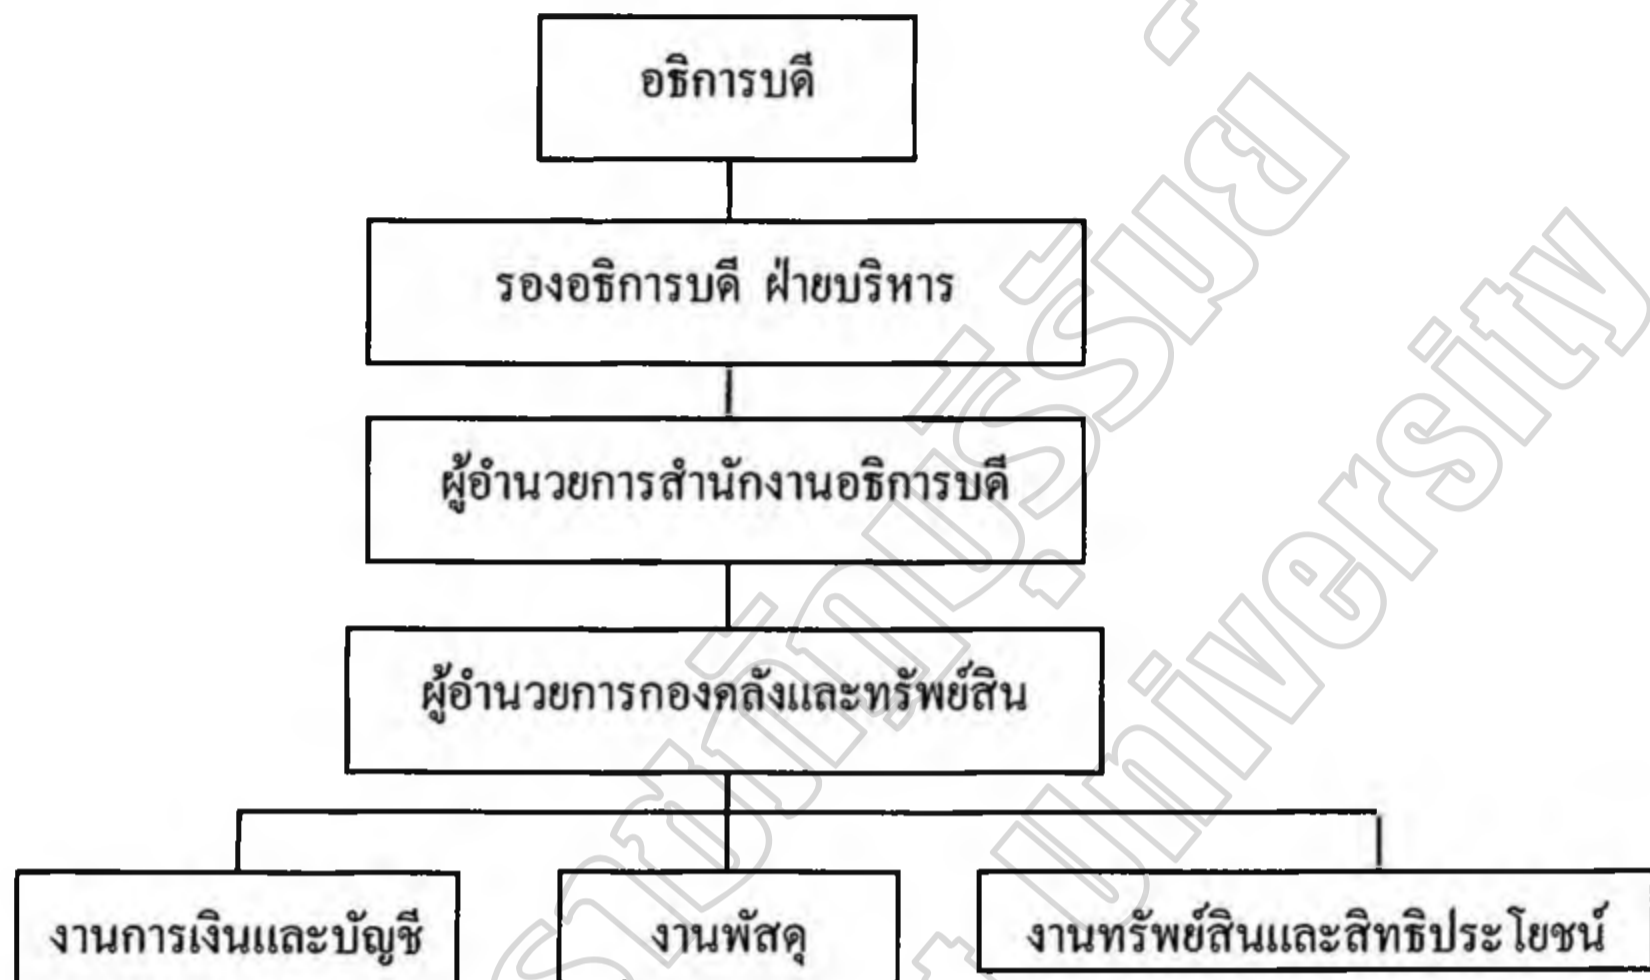 อธิการบดี
รองอธิการบดี ฝ่ายบริหาร
ผู้อำนวยการสำนักงานอธิการบดี
ผู้อำนวยการกองคลังและทรัพย์สิน
งานการเงินและบัญชี
งานพัสดุ
งานทรัพย์สินและสิทธิประโยชน์
University